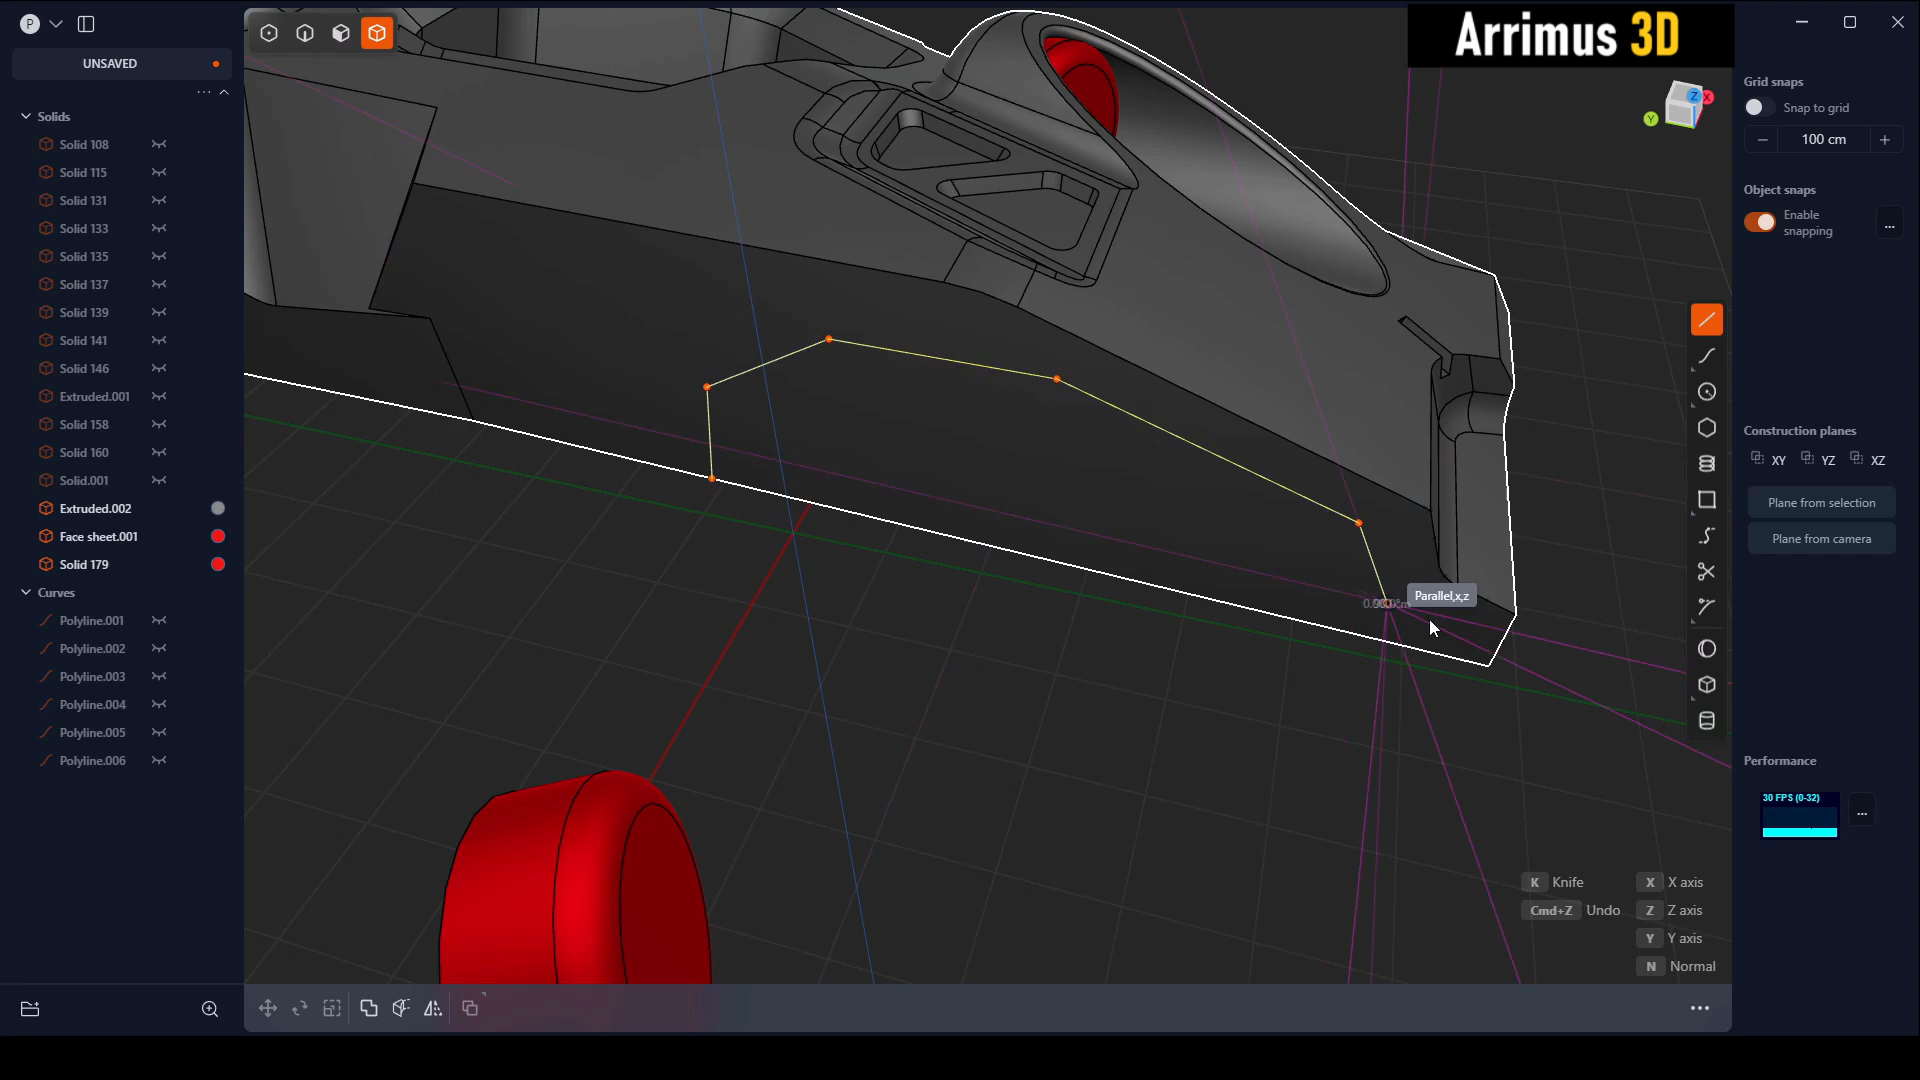 P
UNSAVED
Solids
Solid 108
Solid 115
Solid 131
Solid 133
Solid 135
Solid 137
Solid 139
Solid 141
Solid 146
Extruded.001
Solid 158
Solid 160
Solid.001
Extruded.002
Face sheet.001
Solid 179
Curves
Polyline.001
Polyline.002
Polyline.003
Polyline.004
Polyline.005
Polyline.006
Arrimus 3D
Z
X
Y
Parallel,x,z
K Knife
X X axis
Cmd+Z Undo
Z Z axis
Y Y axis
N Normal
Grid snaps
Snap to grid
100 cm
Object snaps
Enable
snapping
Construction planes
XY YZ XZ
Plane from selection
Plane from camera
Performance
30 FPS (0-32)